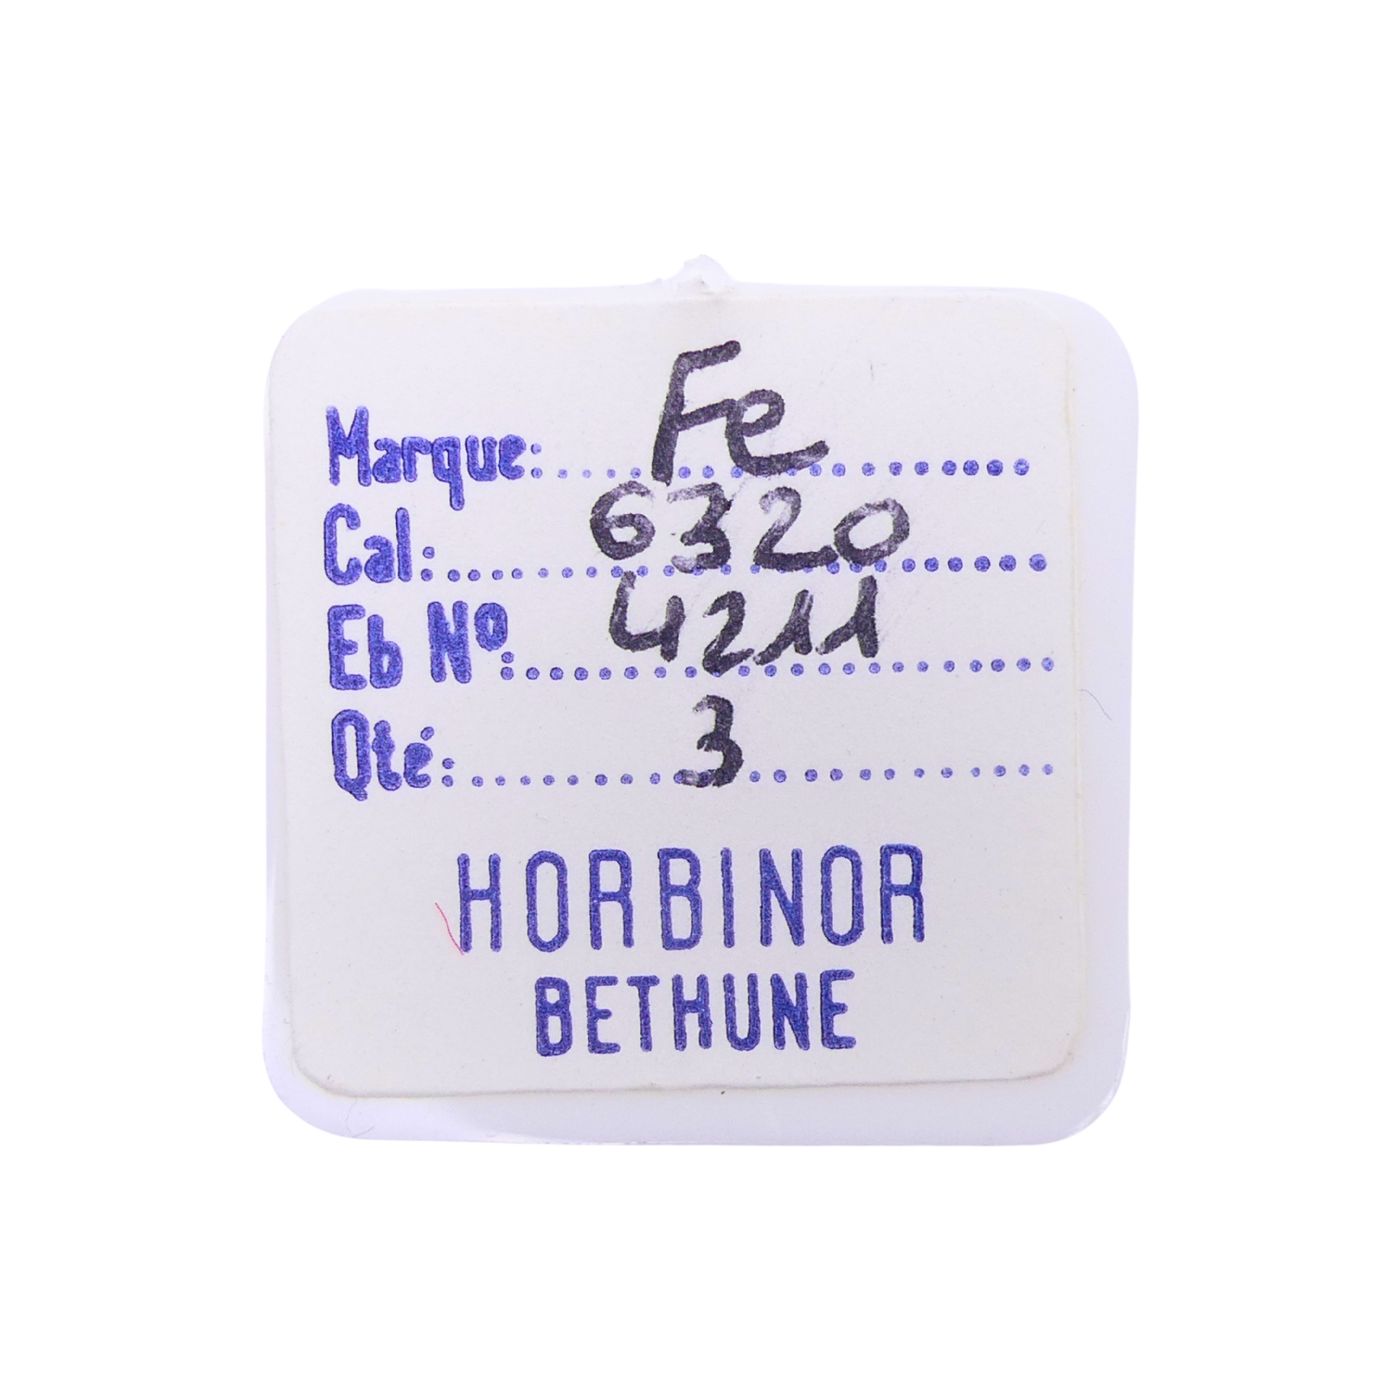 Marque: Fe
Cal: 6320
Eb Nº: 4211
Qté: 3
HORBINOR
BETHUNE